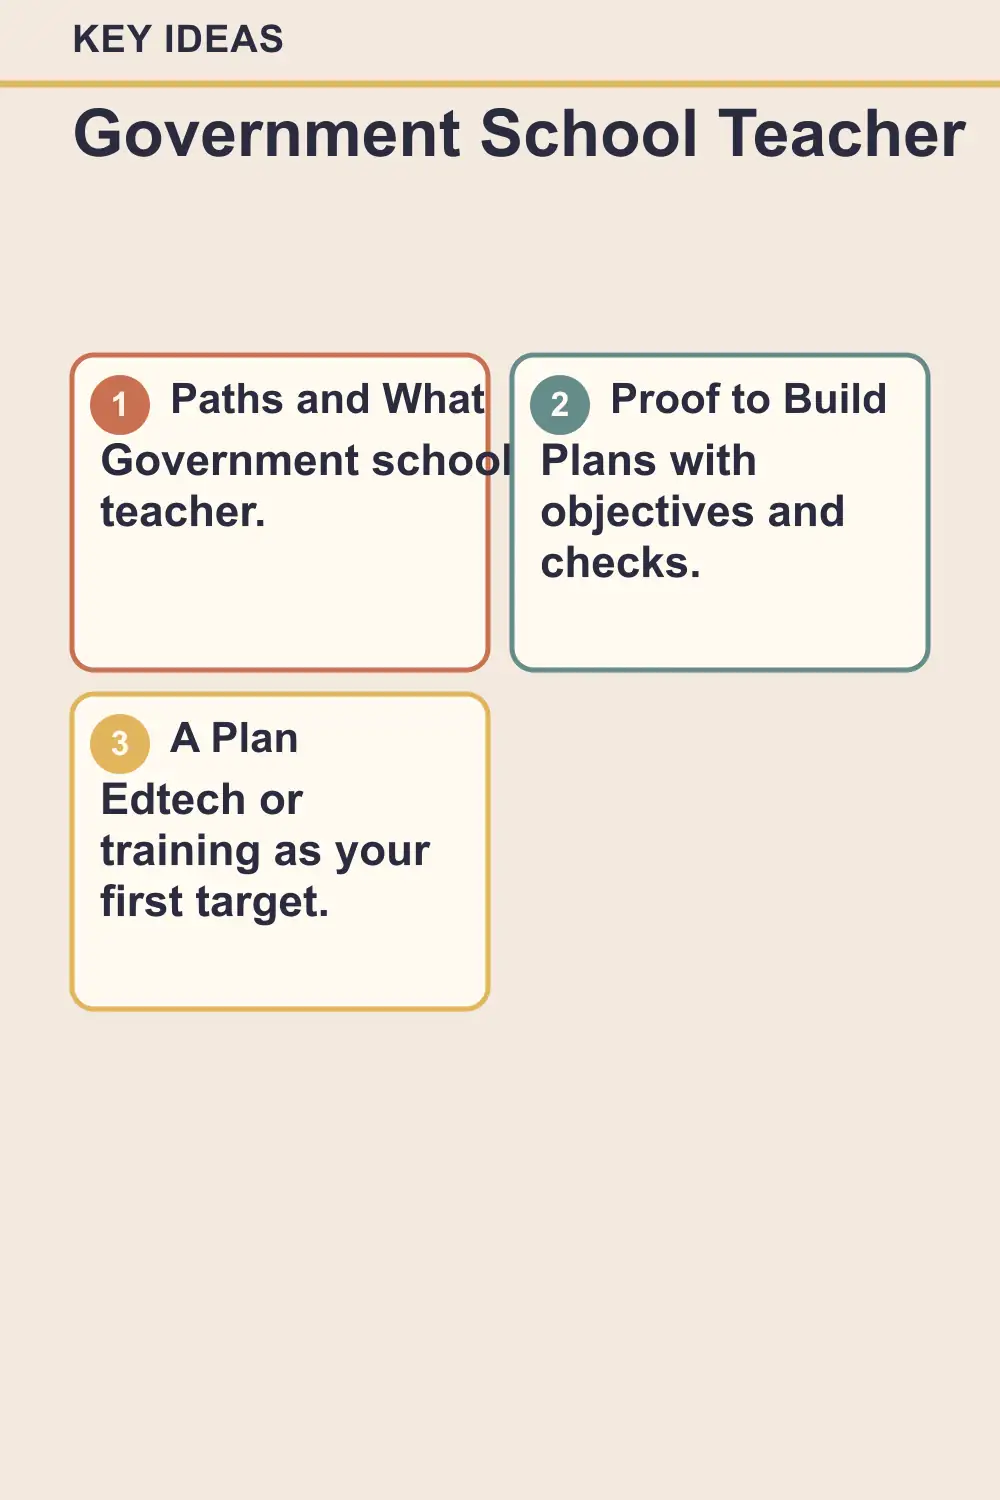 KEY IDEAS
Government School Teacher
1 Paths and What
Government school
teacher.
2 Proof to Build
Plans with
objectives and
checks.
3 A Plan
Edtech or
training as your
first target.